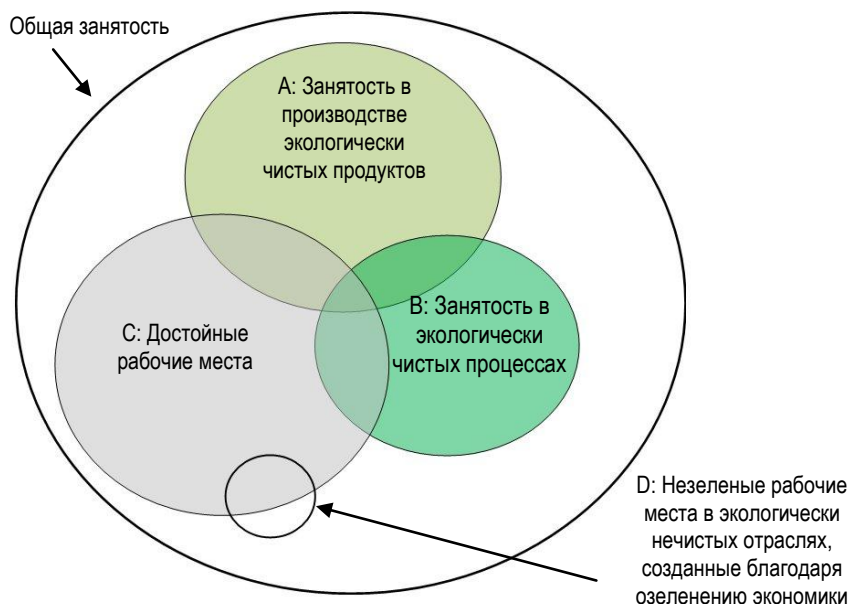 Общая занятость
A: Занятость в
производстве
экологически
чистых продуктов
B: Занятость в
экологически
чистых процессах
C: Достойные
рабочие места
D: Незеленые рабочие
места в экологически
нечистых отраслях,
созданные благодаря
озеленению экономики